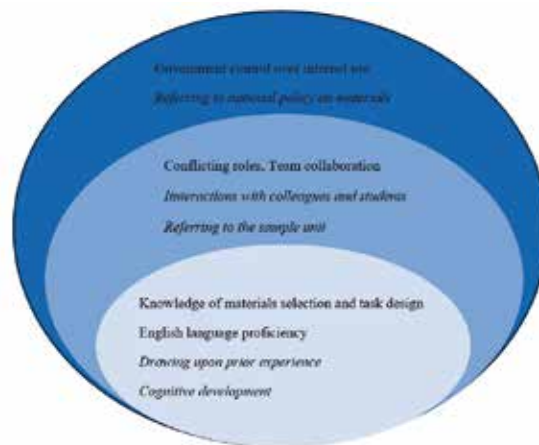 Government control over internet use
Referring to national policy on materials
Conflicting roles, Team collaboration
Interactions with colleagues and students
Referring to the sample unit
Knowledge of materials selection and task design
English language proficiency
Drawing upon prior experience
Cognitive development